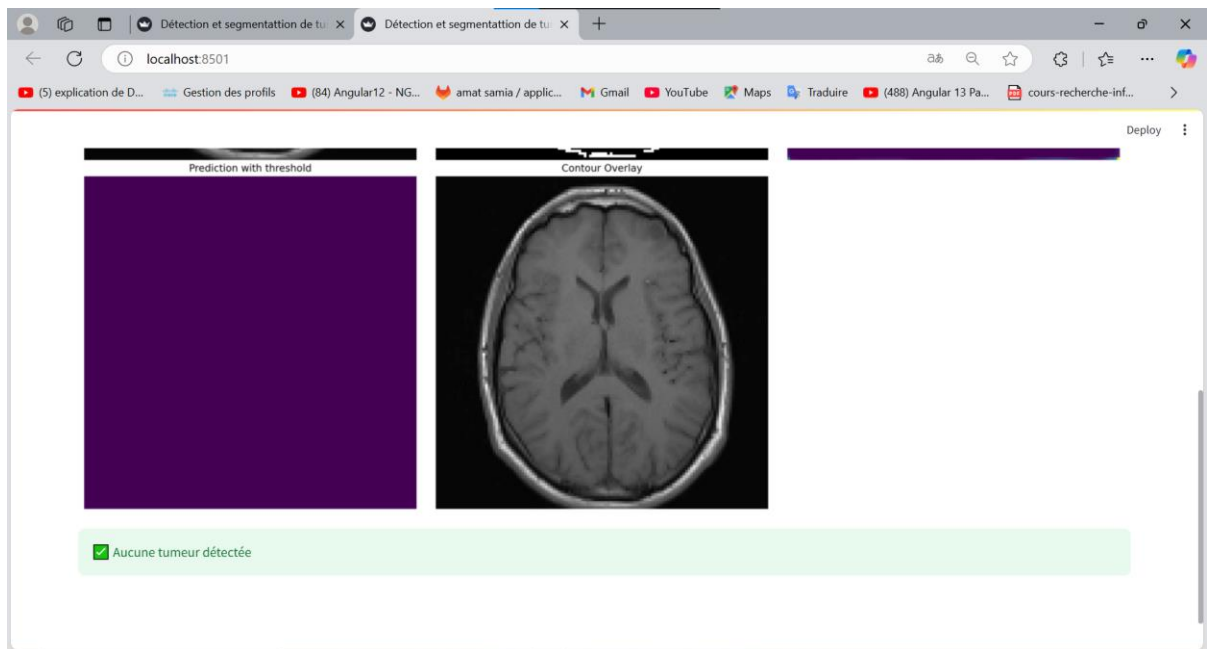 Détection et segmentattion de tu
Détection et segmentattion de tu
localhost:8501
(5) explication de D...
Gestion des profils
(84) Angular12 - NG...
amat samia / applic...
Gmail
YouTube
Maps
Traduire
(488) Angular 13 Pa...
cours-recherche-inf...
Deploy
Prediction with threshold
Contour Overlay
Aucune tumeur détectée